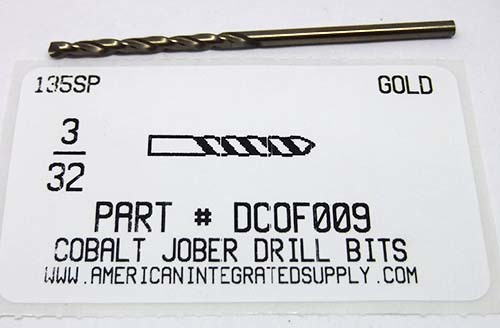 135SP GOLD
3
32
PART # DCOF009
COBALT JOBER DRILL BITS
WWW.AMERICANINTEGRATEDSUPPLY.COM